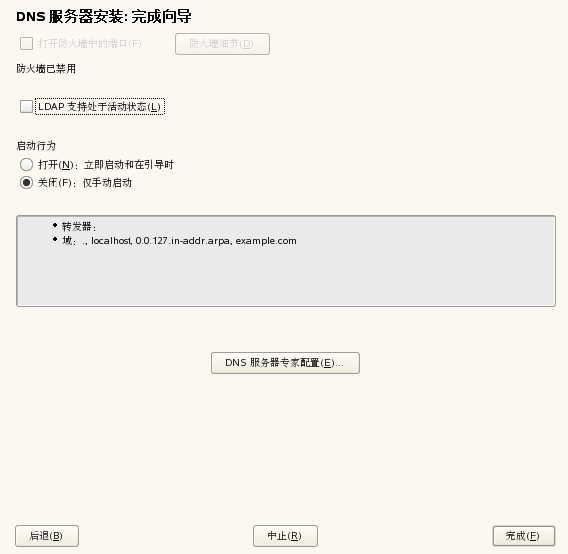 DNS 服务器安装: 完成向导
打开防火墙中的端口(F) 防火墙细节(D)
防火墙已禁用
LDAP 支持处于活动状态(L)
启动行为
打开(N)：立即启动和在引导时
关闭(F)：仅手动启动
• 转发器：
• 域：., localhost, 0.0.127.in-addr.arpa, example.com
DNS 服务器专家配置(E)...
后退(B) 中止(R) 完成(F)